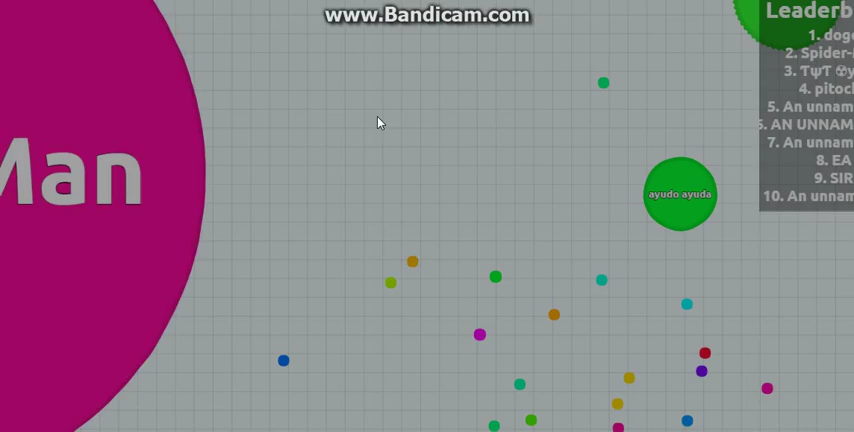 www.Bandicam.com
Leaderb
1. doge
2. Spider-
4. pitoch
5. An unnam
6. AN UNNAM
7. An unnam
8. EA
9. SIR
10. An unnam
Man
ayudo ayuda